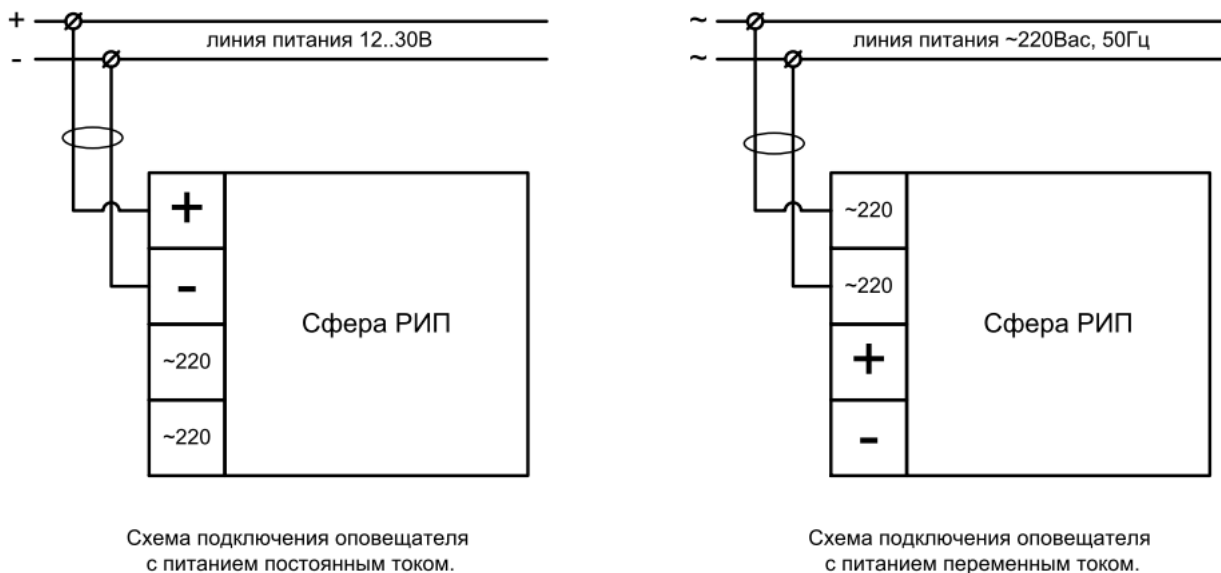 +
линия питания 12..30В
-
+
-
~220
~220
Сфера РИП
Схема подключения оповещателя
с питанием постоянным током.
~
линия питания ~220Bac, 50Гц
~
~220
~220
+
-
Сфера РИП
Схема подключения оповещателя
с питанием переменным током.